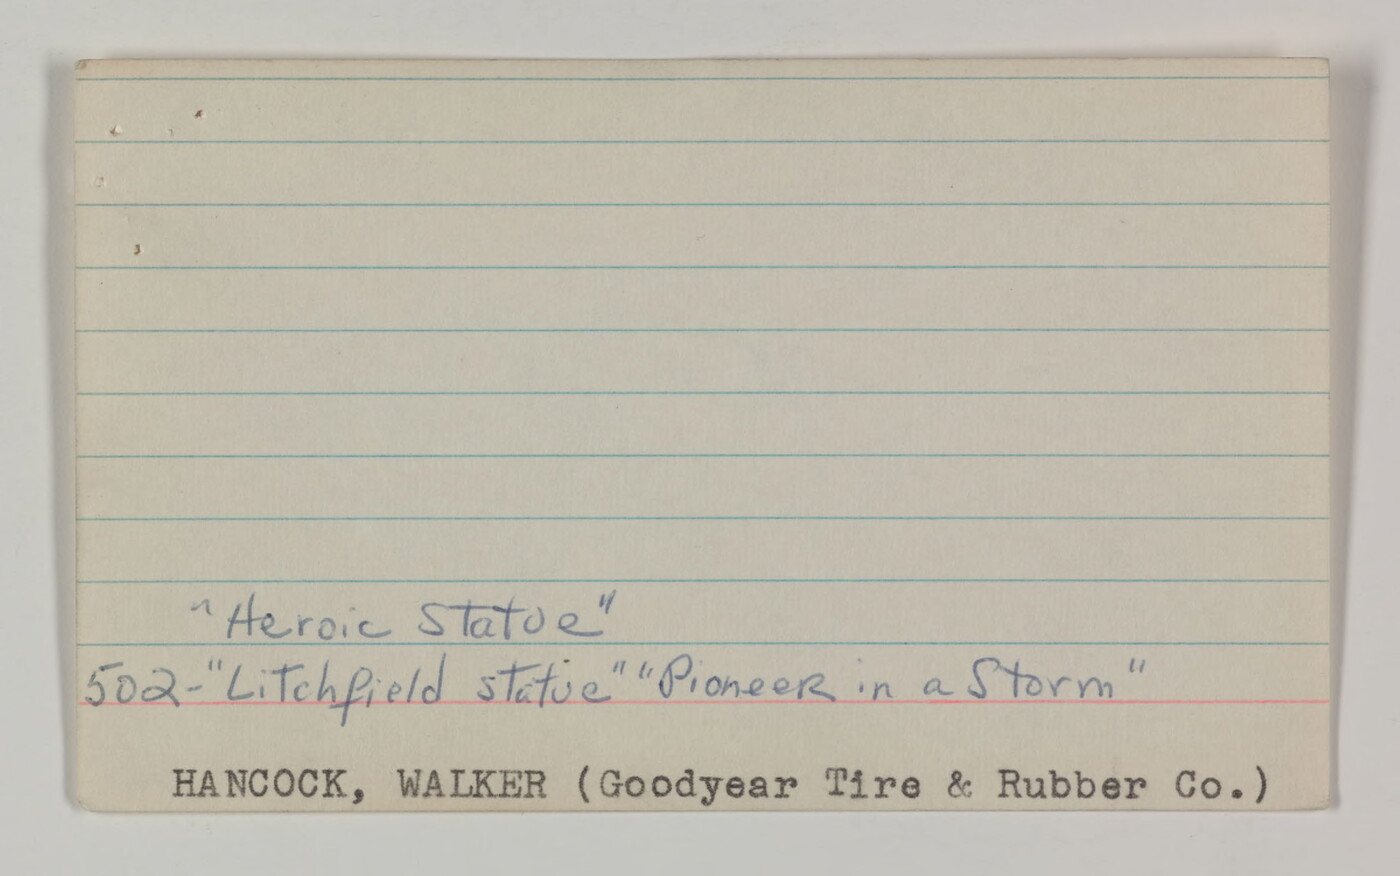 "Heroic Statue"
502-"Litchfield statue" "Pioneer in a Storm"
HANCOCK, WALKER (Goodyear Tire & Rubber Co.)